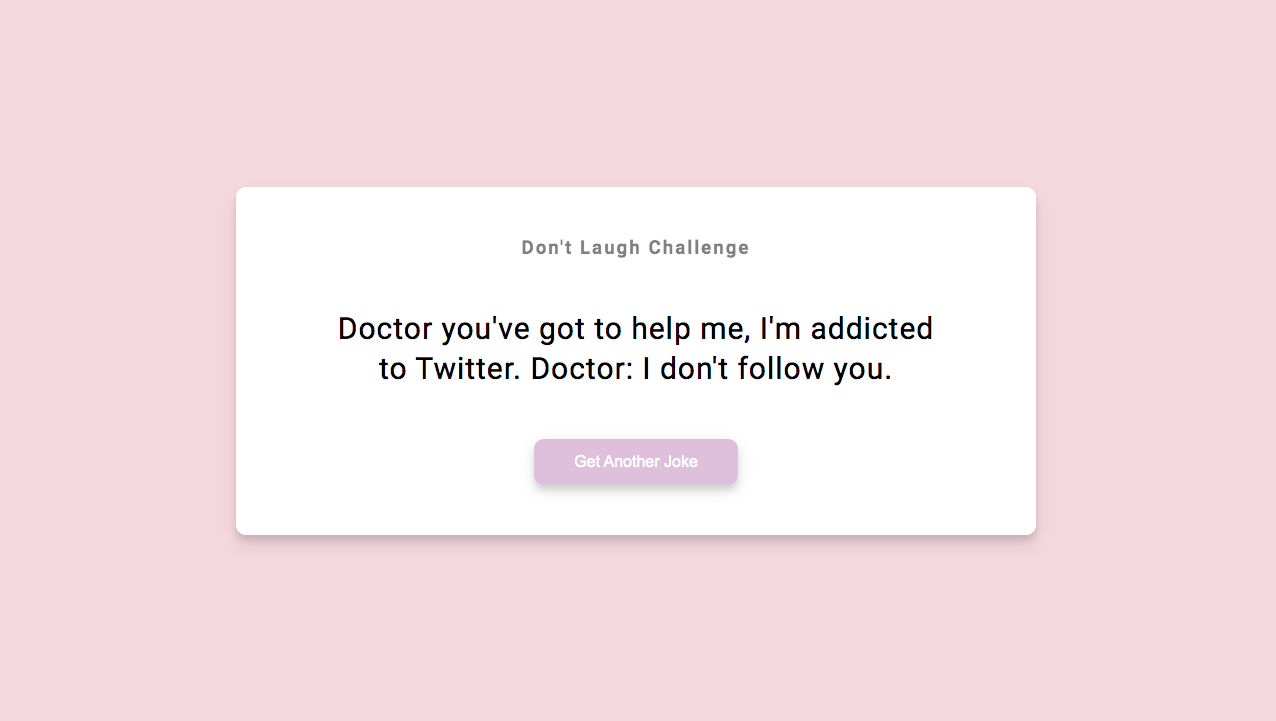 Don't Laugh Challenge
Doctor you've got to help me, I'm addicted
to Twitter. Doctor: I don't follow you.
Get Another Joke